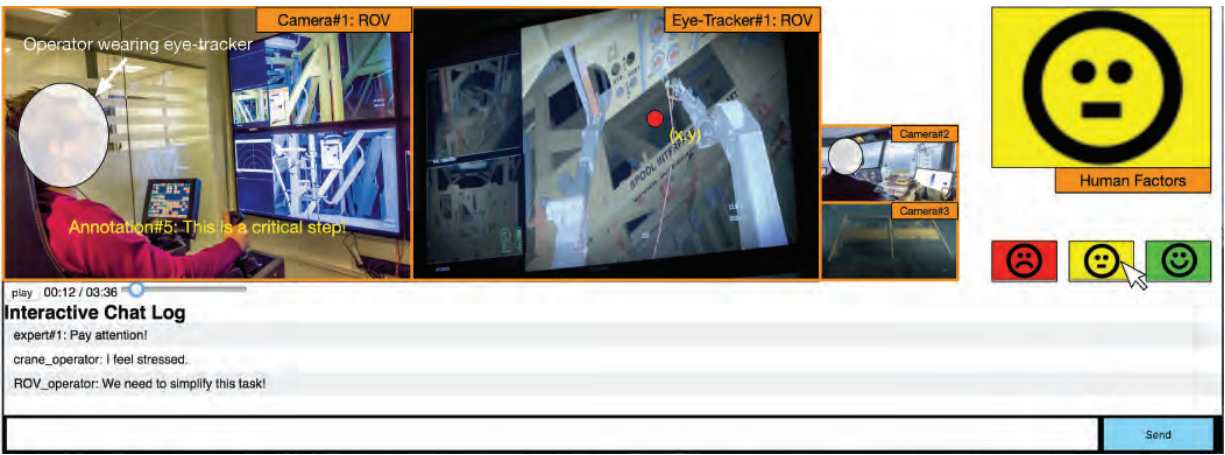 Camera#1: ROV
Eye-Tracker#1: ROV
Operator wearing eye-tracker
(x,y)
SPOOL
Camera#2
Human Factors
Camera#3
Annotation#5: This is a critical step!
play 00:12 / 03:36
Interactive Chat Log
expert#1: Pay attention!
crane_operator: I feel stressed.
ROV_operator: We need to simplify this task!
Send